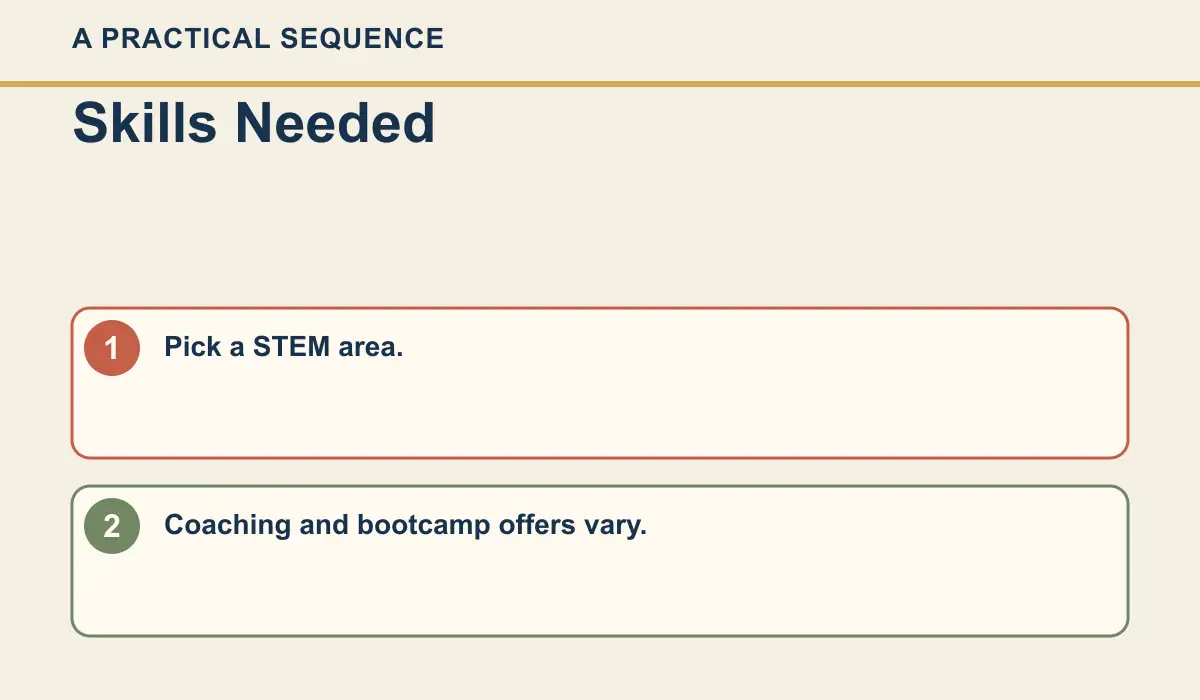 A PRACTICAL SEQUENCE
Skills Needed
1 Pick a STEM area.
2 Coaching and bootcamp offers vary.